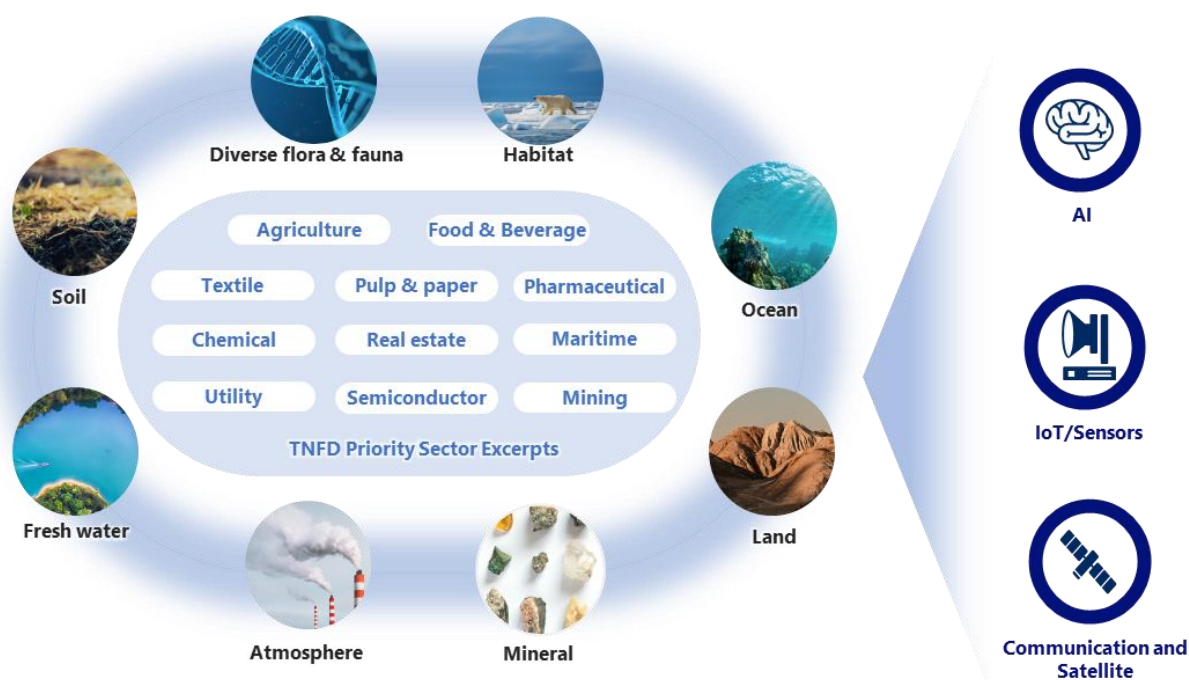 Diverse flora & fauna
Habitat
Soil
Ocean
Agriculture
Food & Beverage
Textile
Pulp & paper
Pharmaceutical
Chemical
Real estate
Maritime
Utility
Semiconductor
Mining
TNFD Priority Sector Excerpts
Fresh water
Land
Atmosphere
Mineral
AI
IoT/Sensors
Communication and
Satellite